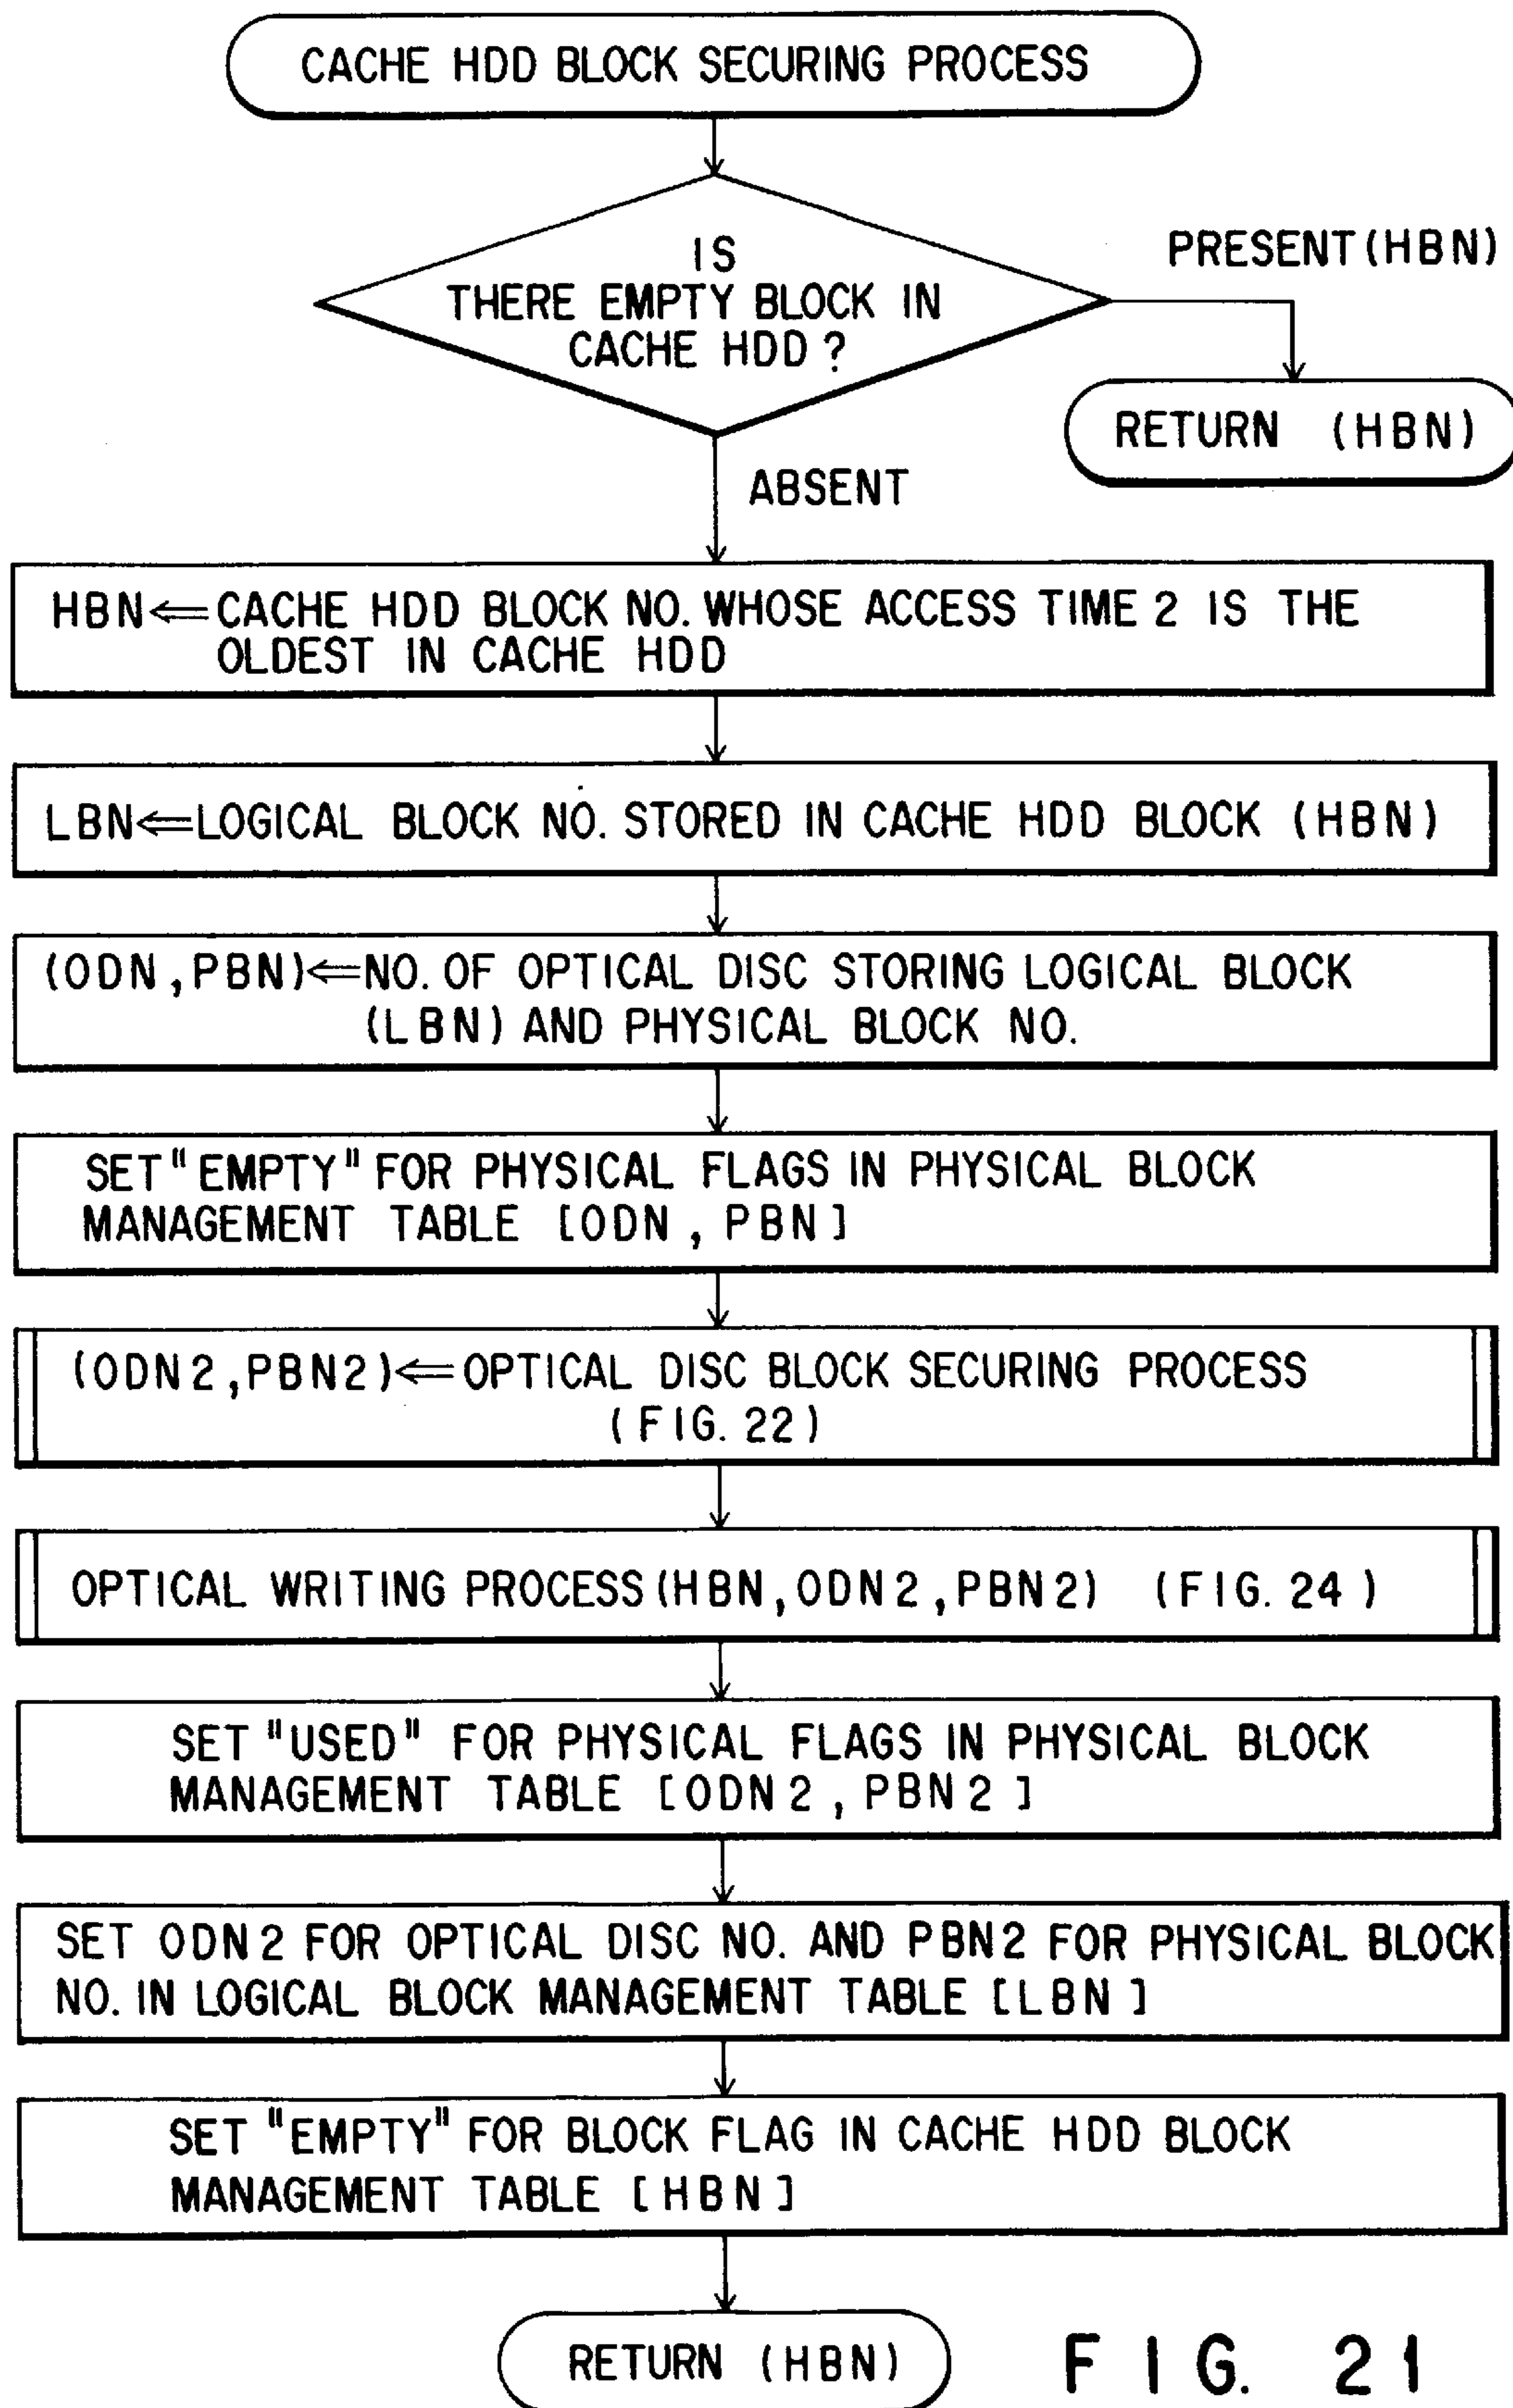 CACHE HDD BLOCK SECURING PROCESS
IS
THERE EMPTY BLOCK IN
CACHE HDD?
PRESENT(HBN)
RETURN (HBN)
ABSENT
HBN⇐CACHE HDD BLOCK NO. WHOSE ACCESS TIME 2 IS THE
OLDEST IN CACHE HDD
LBN⇐LOGICAL BLOCK NO. STORED IN CACHE HDD BLOCK (HBN)
(ODN,PBN)⇐NO. OF OPTICAL DISC STORING LOGICAL BLOCK
(LBN) AND PHYSICAL BLOCK NO.
SET "EMPTY" FOR PHYSICAL FLAGS IN PHYSICAL BLOCK
MANAGEMENT TABLE [ODN, PBN]
(ODN2,PBN2)⇐OPTICAL DISC BLOCK SECURING PROCESS
(FIG. 22)
OPTICAL WRITING PROCESS(HBN,ODN2,PBN2) (FIG. 24)
SET "USED" FOR PHYSICAL FLAGS IN PHYSICAL BLOCK
MANAGEMENT TABLE [ODN2, PBN2]
SET ODN2 FOR OPTICAL DISC NO. AND PBN2 FOR PHYSICAL BLOCK
NO. IN LOGICAL BLOCK MANAGEMENT TABLE [LBN]
SET "EMPTY" FOR BLOCK FLAG IN CACHE HDD BLOCK
MANAGEMENT TABLE [HBN]
RETURN (HBN)
FIG. 21